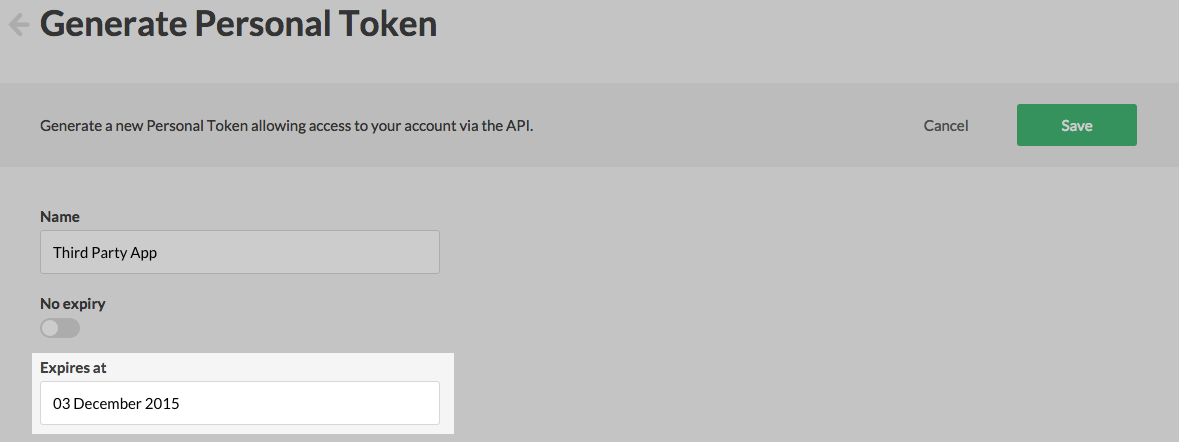 Generate Personal Token
Generate a new Personal Token allowing access to your account via the API.
Cancel
Save
Name
Third Party App
No expiry
Expires at
03 December 2015